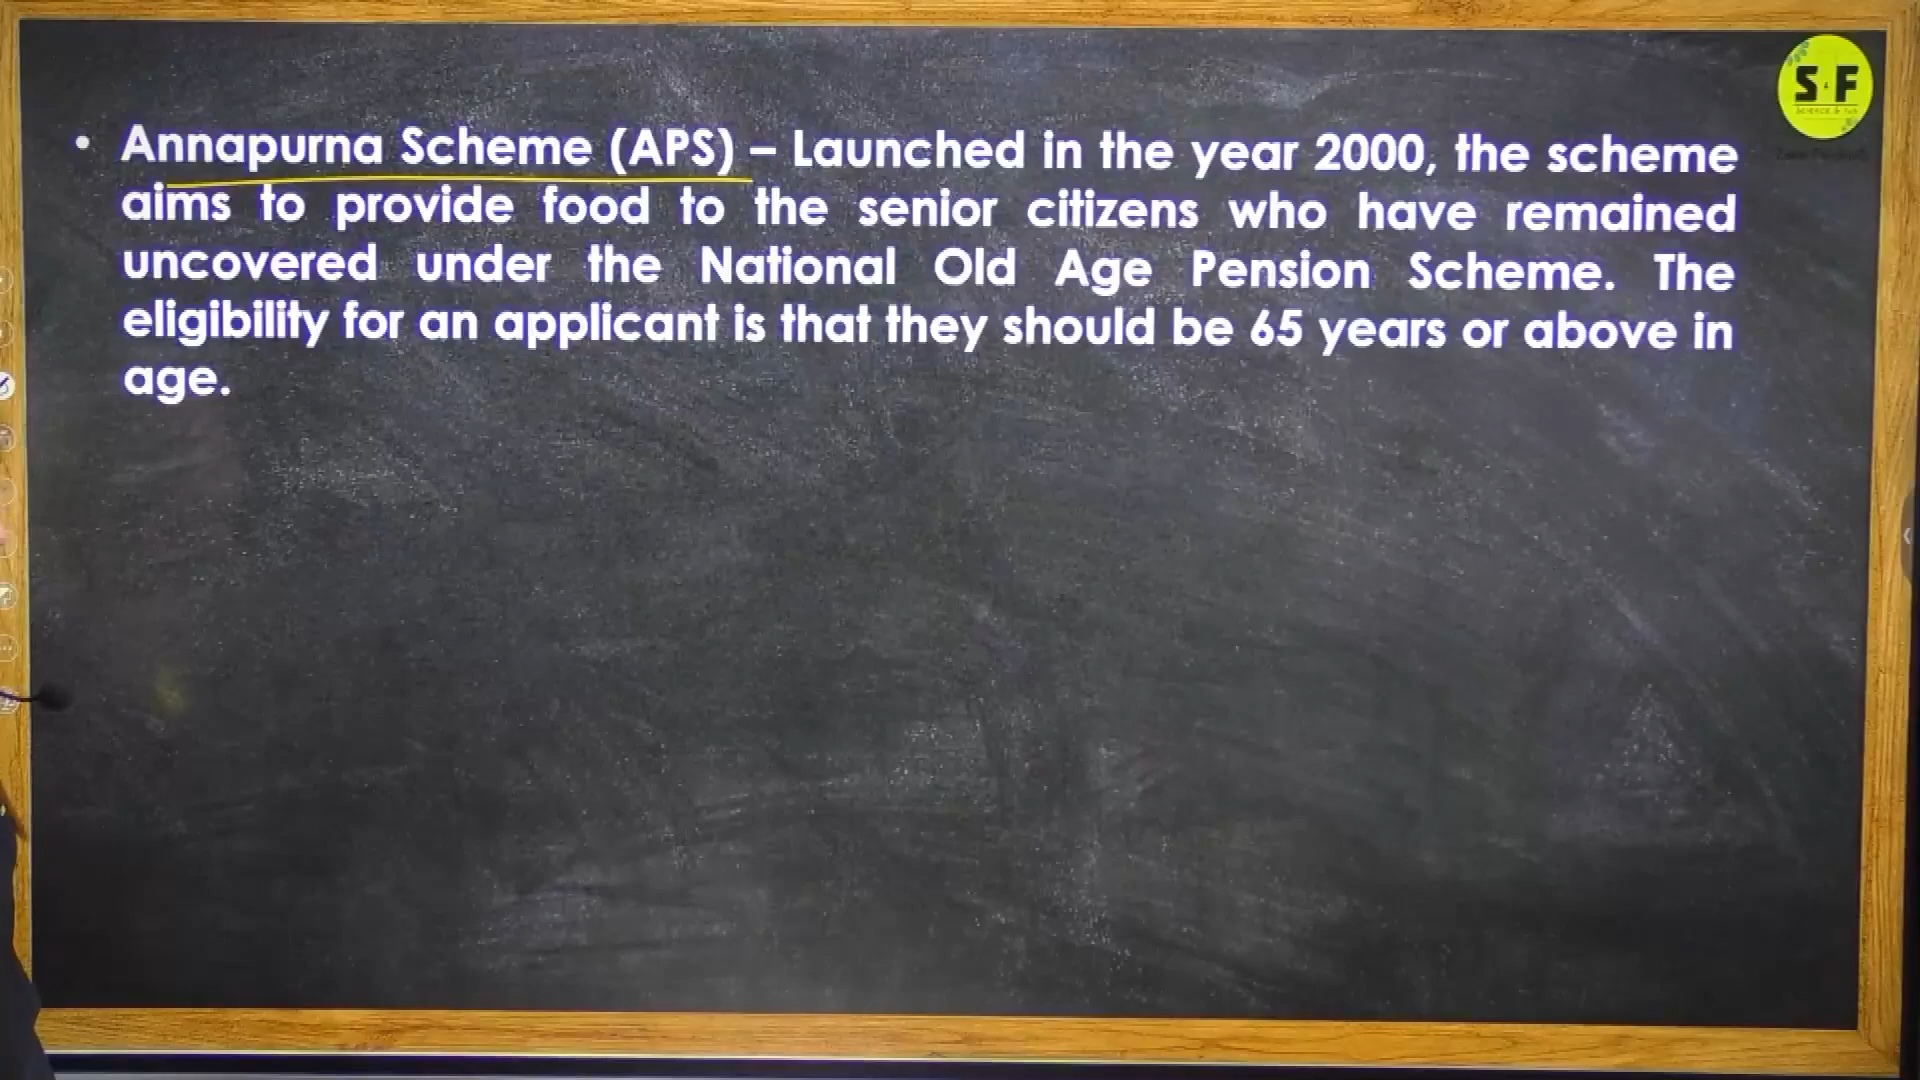 • Annapurna Scheme (APS) – Launched in the year 2000, the scheme
aims to provide food to the senior citizens who have remained
uncovered under the National Old Age Pension Scheme. The
eligibility for an applicant is that they should be 65 years or above in
age.
S F